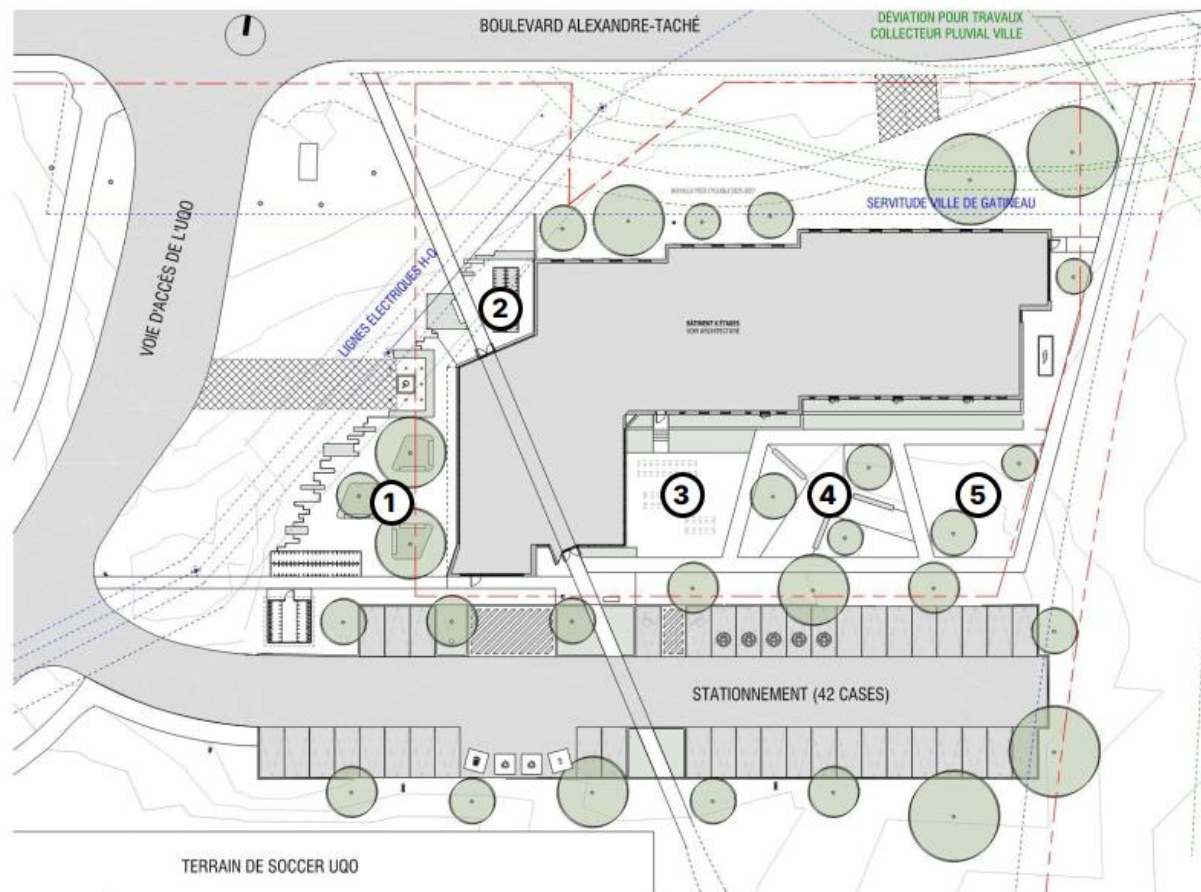 BOULEVARD ALEXANDRE-TACHÉ
DÉVIATION POUR TRAVAUX
COLLECTEUR PLUVIAL VILLE
SERVITUDE VILLE DE GATINEAU
VOIE D'ACCÈS DE L'UQO
LIGNES ÉLECTRIQUES H-Q
2
BÂTIMENT 6 ÉTAGES
VOIR ARCHITECTURE
1
3
4
5
STATIONNEMENT (42 CASES)
TERRAIN DE SOCCER UQO